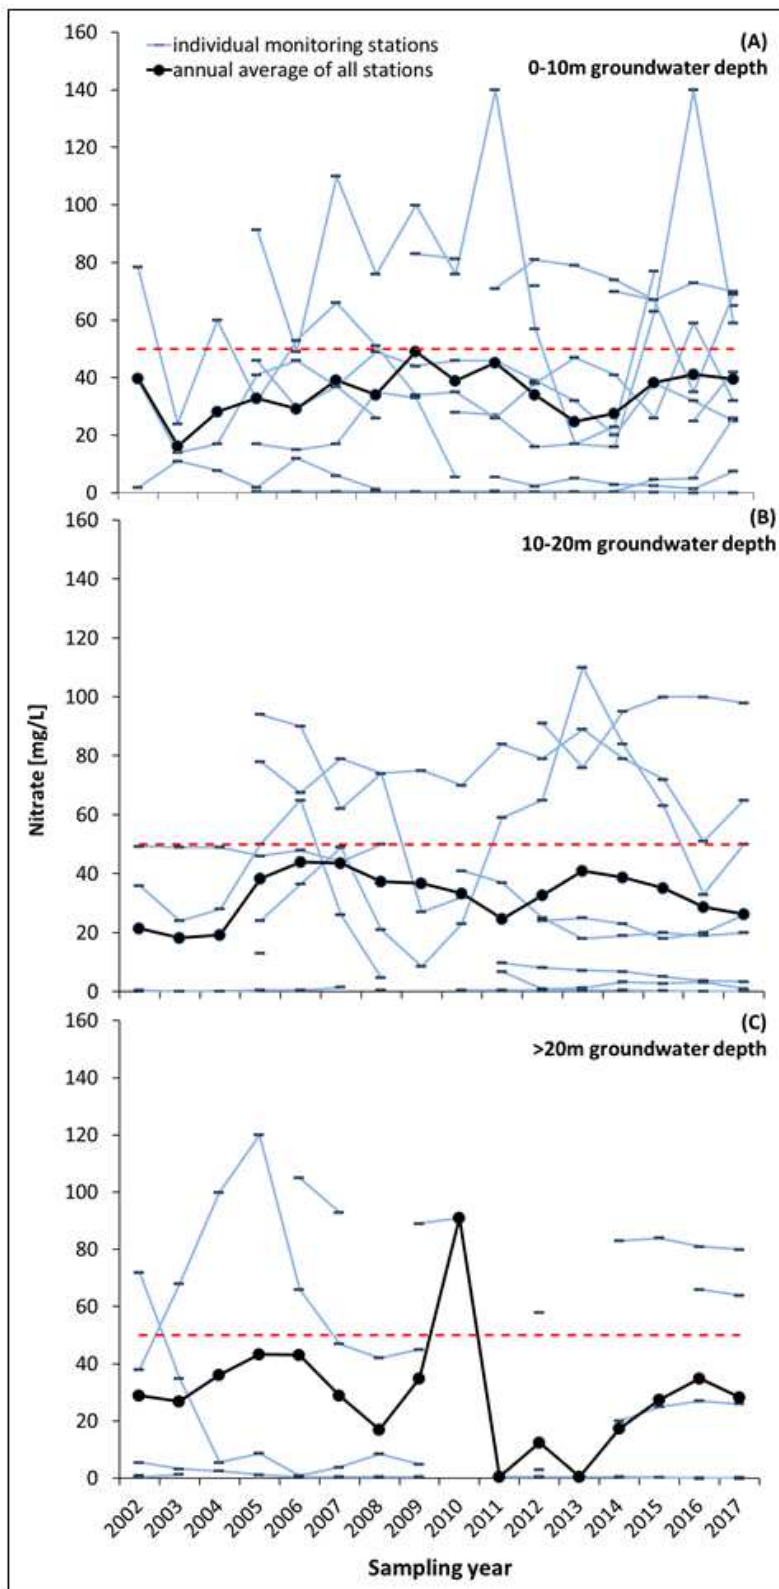 160
(A)
individual monitoring stations
annual average of all stations
0-10m groundwater depth
140
120
100
80
60
40
20
0
160
(B)
10-20m groundwater depth
140
120
100
80
60
40
20
0
Nitrate [mg/L]
160
(C)
>20m groundwater depth
140
120
100
80
60
40
20
0
2002 2003 2004 2005 2006 2007 2008 2009 2010 2011 2012 2013 2014 2015 2016 2017
Sampling year